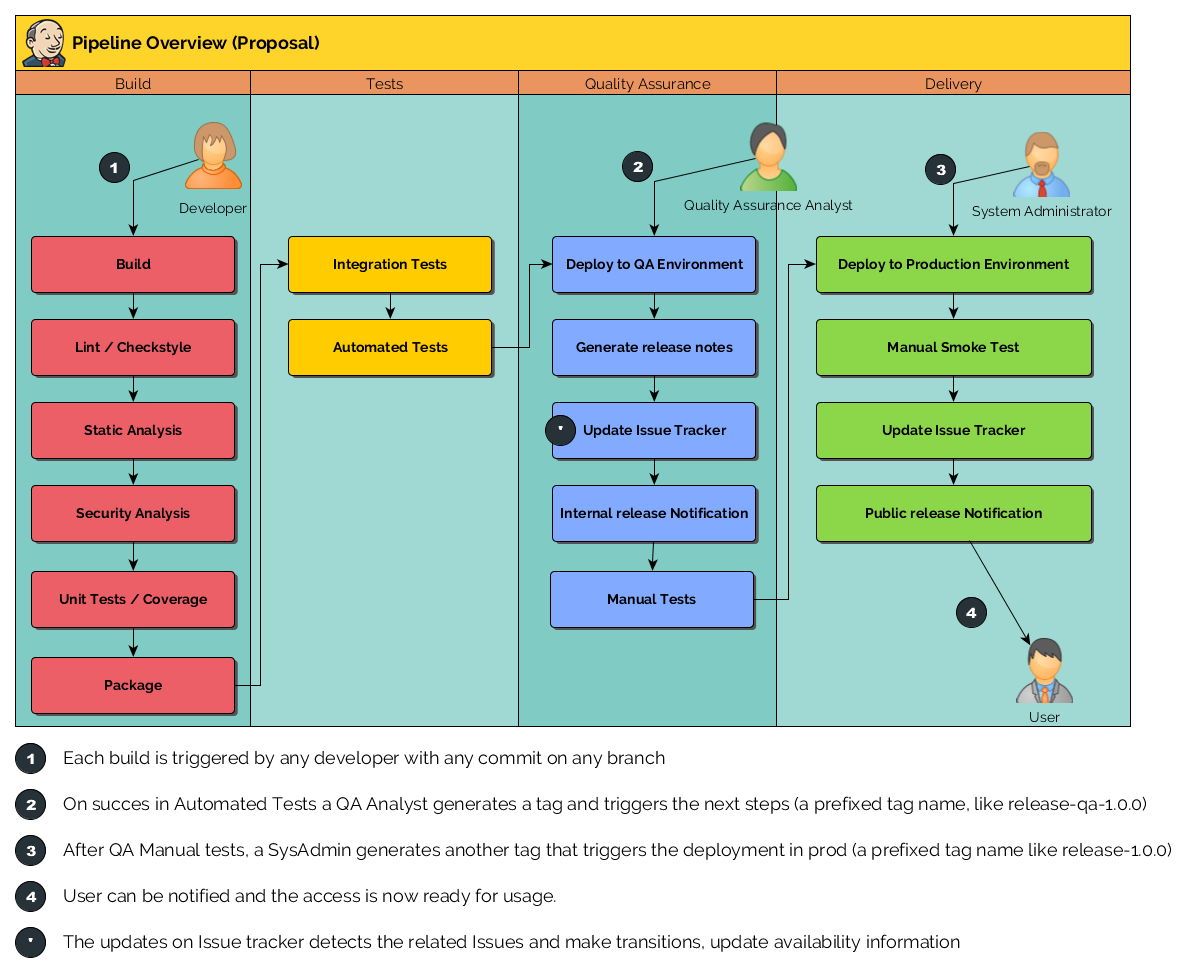 Pipeline Overview (Proposal)
Build
Tests
Quality Assurance
Delivery
1
Developer
Build
Lint / Checkstyle
Static Analysis
Security Analysis
Unit Tests / Coverage
Package
Integration Tests
Automated Tests
2
Quality Assurance Analyst
Deploy to QA Environment
Generate release notes
* Update Issue Tracker
Internal release Notification
Manual Tests
3
System Administrator
Deploy to Production Environment
Manual Smoke Test
Update Issue Tracker
Public release Notification
4
User
1 Each build is triggered by any developer with any commit on any branch
2 On succes in Automated Tests a QA Analyst generates a tag and triggers the next steps (a prefixed tag name, like release-qa-1.0.0)
3 After QA Manual tests, a SysAdmin generates another tag that triggers the deployment in prod (a prefixed tag name like release-1.0.0)
4 User can be notified and the access is now ready for usage.
* The updates on Issue tracker detects the related Issues and make transitions, update availability information